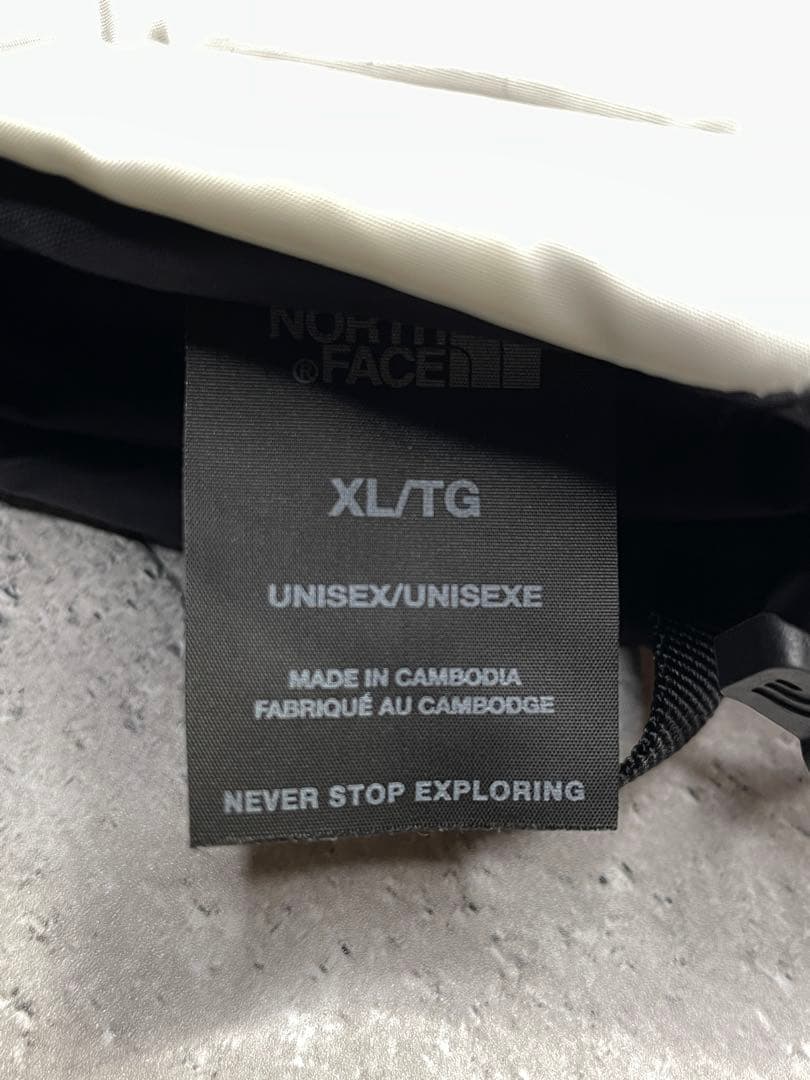 NORTH
®FACE
XL/TG
UNISEX/UNISEXE
MADE IN CAMBODIA
FABRIQUÉ AU CAMBODGE
NEVER STOP EXPLORING